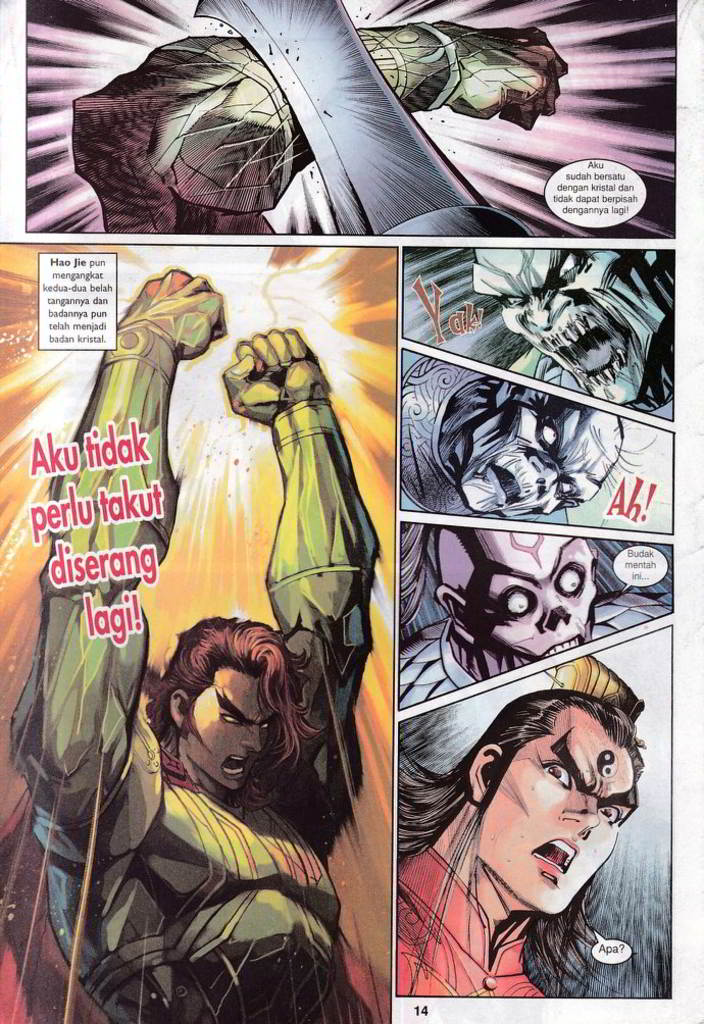 Aku
sudah bersatu
dengan kristal dan
tidak dapat berpisah
dengannya lagi!
Hao Jie pun
mengangkat
kedua-dua belah
tangannya dan
badannya pun
telah menjadi
badan kristal.
Aku tidak
perlu takut
diserang
lagi!
Yak!
Ah!
Budak
mentah
ini...
Apa?
14